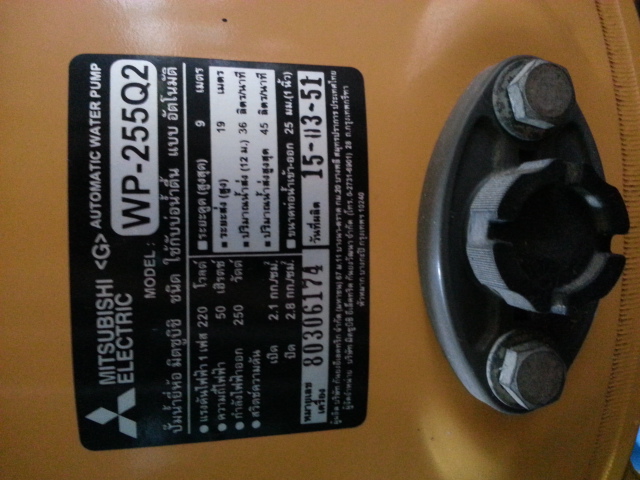 MITSUBISHI ELECTRIC
<G> AUTOMATIC WATER PUMP
MODEL : WP-255Q2
ปั๊มน้ำยี่ห้อ มิตซูบิชิ ชนิด ใช้กับบ่อน้ำตื้น แบบ อัตโนมัติ
แรงดันไฟฟ้า 1 เฟส 220 โวลต์
ความถี่ไฟฟ้า 50 เฮิรตซ์
กำลังไฟฟ้าออก 250 วัตต์
สวิตช์ความดัน เปิด 2.1 กก/ซม.
ปิด 2.8 กก/ซม.
ระยะดูด (สูงสุด) 9 เมตร
ระยะส่ง (สูง) 19 เมตร
ปริมาณน้ำส่ง (12 ม.) 36 ลิตร/นาที
ปริมาณน้ำส่งสูงสุด 45 ลิตร/นาที
ขนาดท่อน้ำเข้า-ออก 25 มม.(1 นิ้ว)
หมายเลขเครื่อง 80306174 วันที่ผลิต 15-03-51